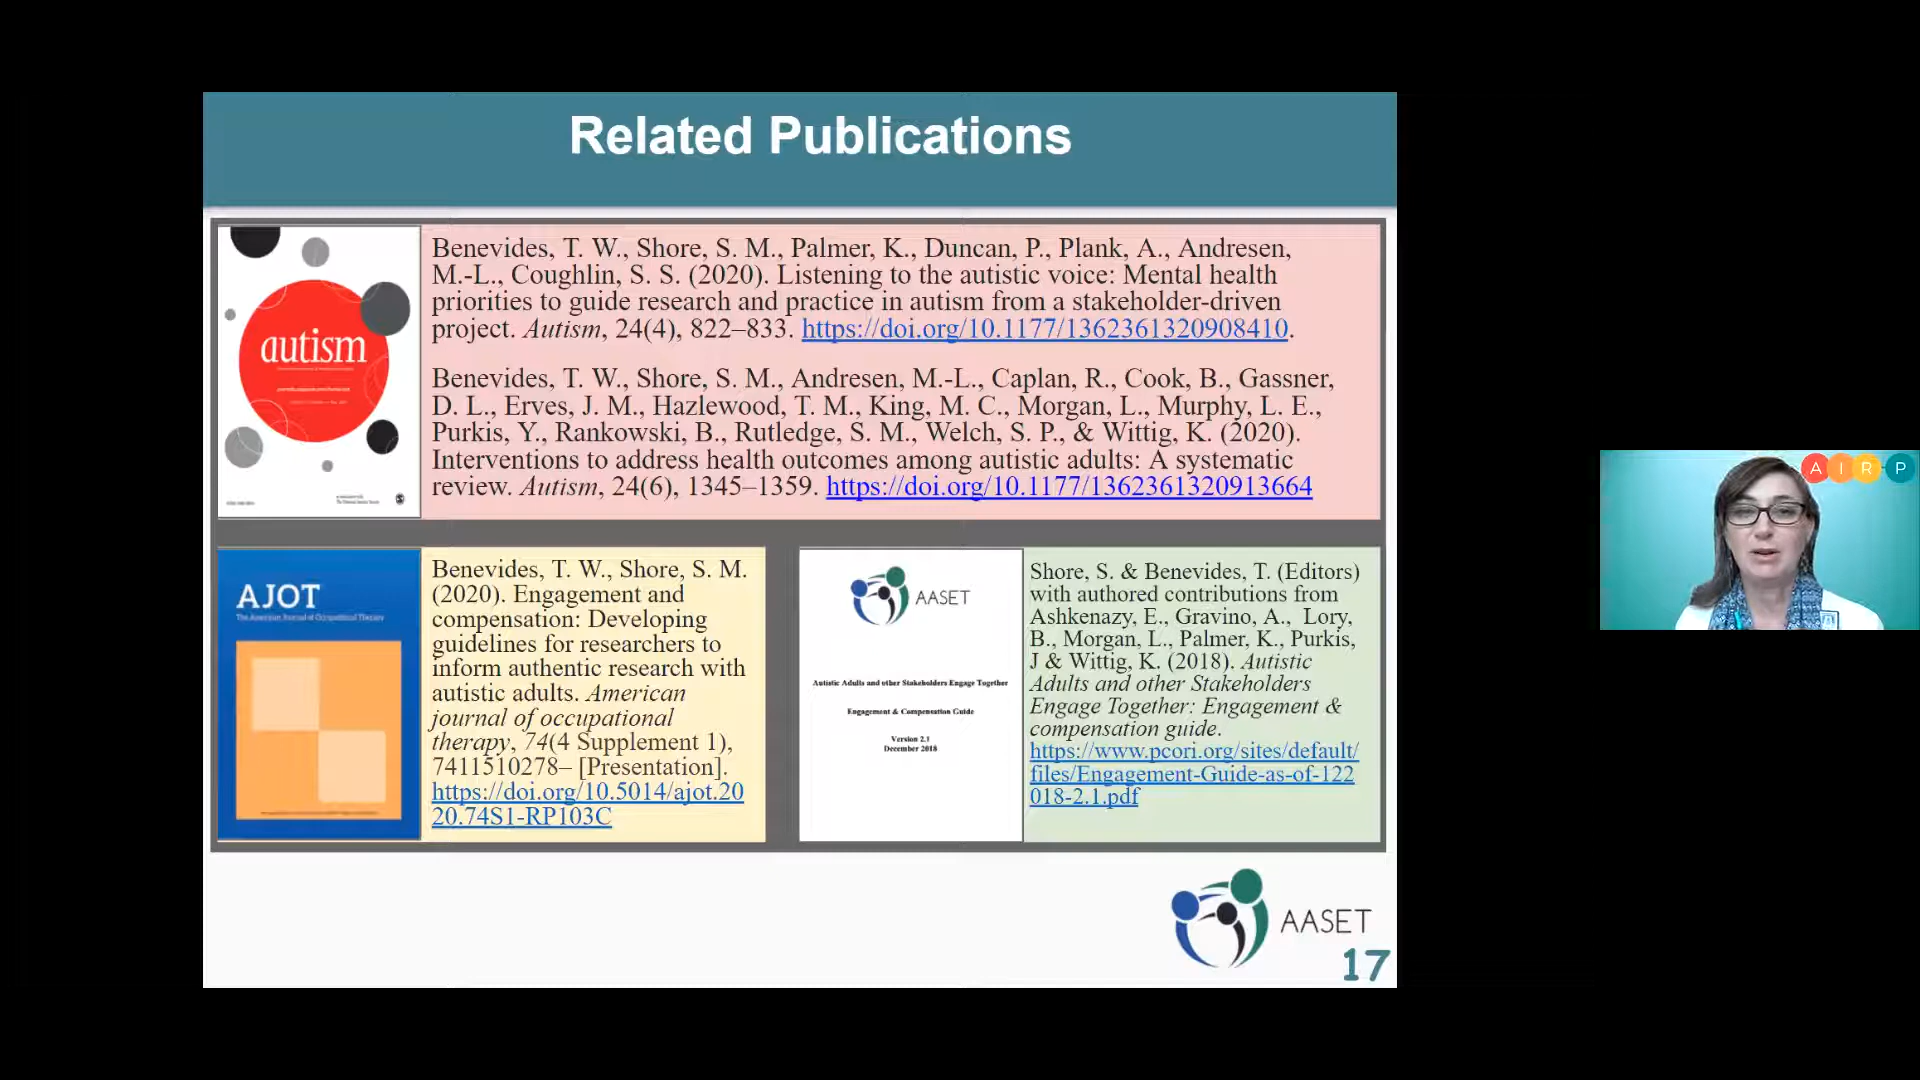 Related Publications
autism
Benevides, T. W., Shore, S. M., Palmer, K., Duncan, P., Plank, A., Andresen,
M.-L., Coughlin, S. S. (2020). Listening to the autistic voice: Mental health
priorities to guide research and practice in autism from a stakeholder-driven
project. Autism, 24(4), 822–833. https://doi.org/10.1177/1362361320908410.
Benevides, T. W., Shore, S. M., Andresen, M.-L., Caplan, R., Cook, B., Gassner,
D. L., Erves, J. M., Hazlewood, T. M., King, M. C., Morgan, L., Murphy, L. E.,
Purkis, Y., Rankowski, B., Rutledge, S. M., Welch, S. P., & Wittig, K. (2020).
Interventions to address health outcomes among autistic adults: A systematic
review. Autism, 24(6), 1345–1359. https://doi.org/10.1177/1362361320913664
AJOT
The American Journal of Occupational Therapy
Benevides, T. W., Shore, S. M.
(2020). Engagement and
compensation: Developing
guidelines for researchers to
inform authentic research with
autistic adults. American
journal of occupational
therapy, 74(4 Supplement 1),
7411510278– [Presentation].
https://doi.org/10.5014/ajot.20
20.74S1-RP103C
AASET
Autistic Adults and other Stakeholders Engage Together
Engagement & Compensation Guide
Version 2.1
December 2018
Shore, S. & Benevides, T. (Editors)
with authored contributions from
Ashkenazy, E., Gravino, A., Lory,
B., Morgan, L., Palmer, K., Purkis,
J & Wittig, K. (2018). Autistic
Adults and other Stakeholders
Engage Together: Engagement &
compensation guide.
https://www.pcori.org/sites/default/
files/Engagement-Guide-as-of-122
018-2.1.pdf
AASET
17
AIR-P